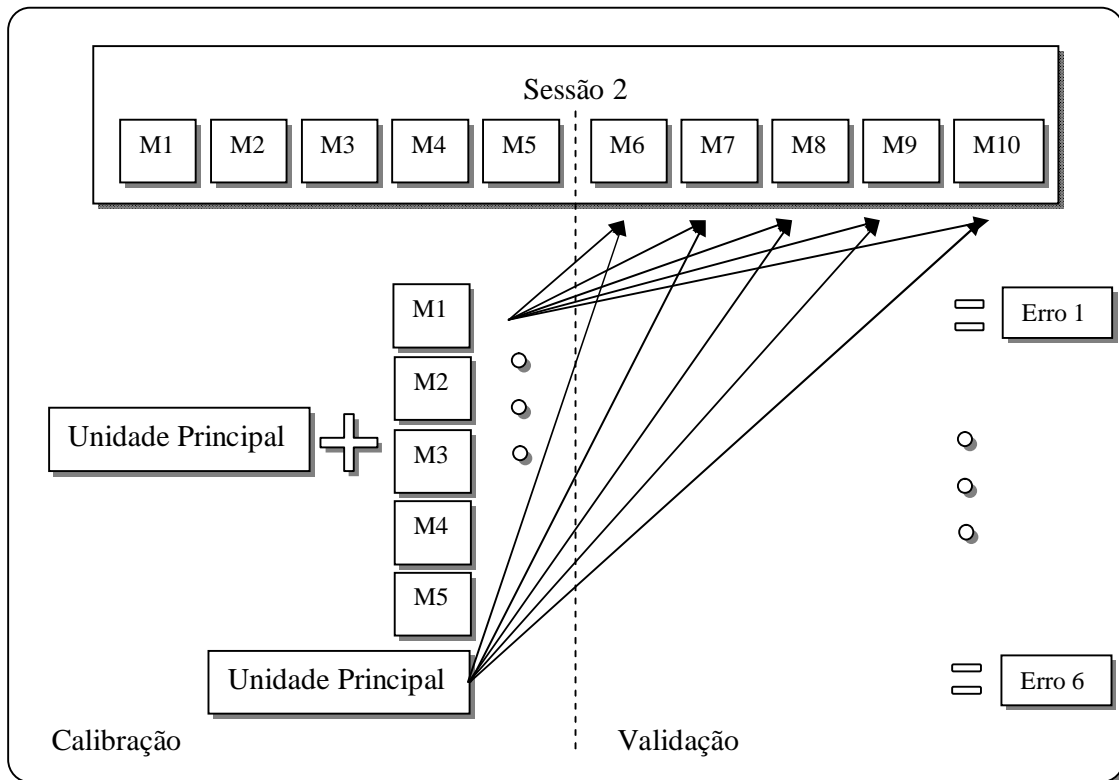 Sessão 2
M1 M2 M3 M4 M5 M6 M7 M8 M9 M10
M1
Erro 1
M2
Unidade Principal
M3
M4
M5
Unidade Principal
Erro 6
Calibração
Validação